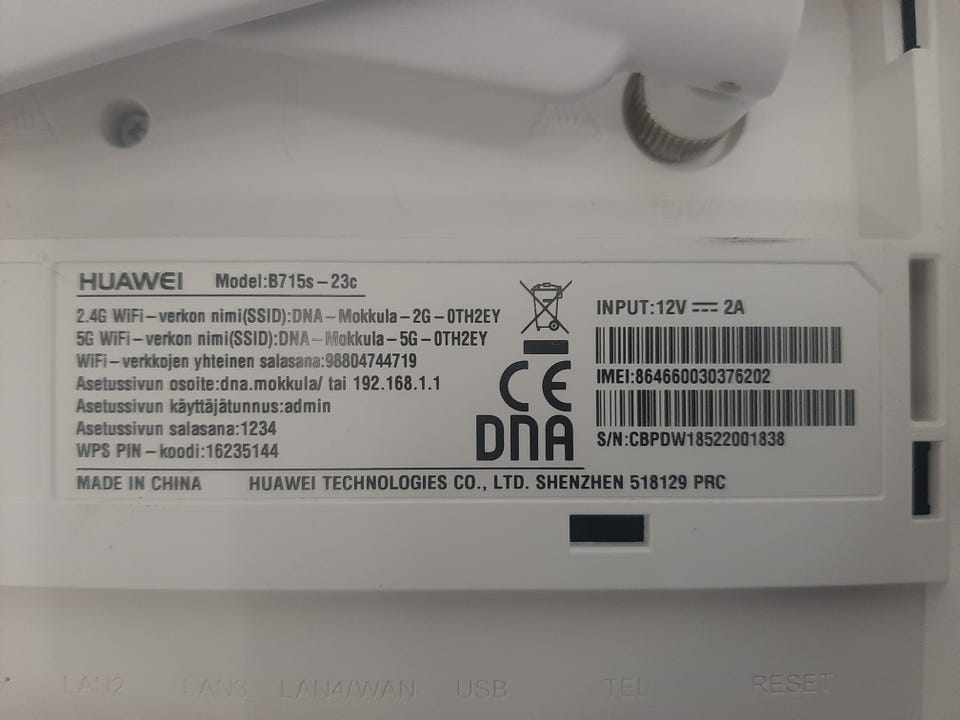 HUAWEI Model:B715s-23c
2.4G WiFi-verkon nimi(SSID):DNA-Mokkula-2G-0TH2EY
5G WiFi-verkon nimi(SSID):DNA-Mokkula-5G-0TH2EY
WiFi-verkkojen yhteinen salasana:98804744719
Asetussivun osoite:dna.mokkula/ tai 192.168.1.1
Asetussivun käyttäjätunnus:admin
Asetussivun salasana:1234
WPS PIN-koodi:16235144
CE
DNA
INPUT:12V ⎓ 2A
IMEI:864660030376202
S/N:CBPDW18522001838
MADE IN CHINA HUAWEI TECHNOLOGIES CO., LTD. SHENZHEN 518129 PRC
LAN2 LAN3 LAN4/WAN USB TEL RESET